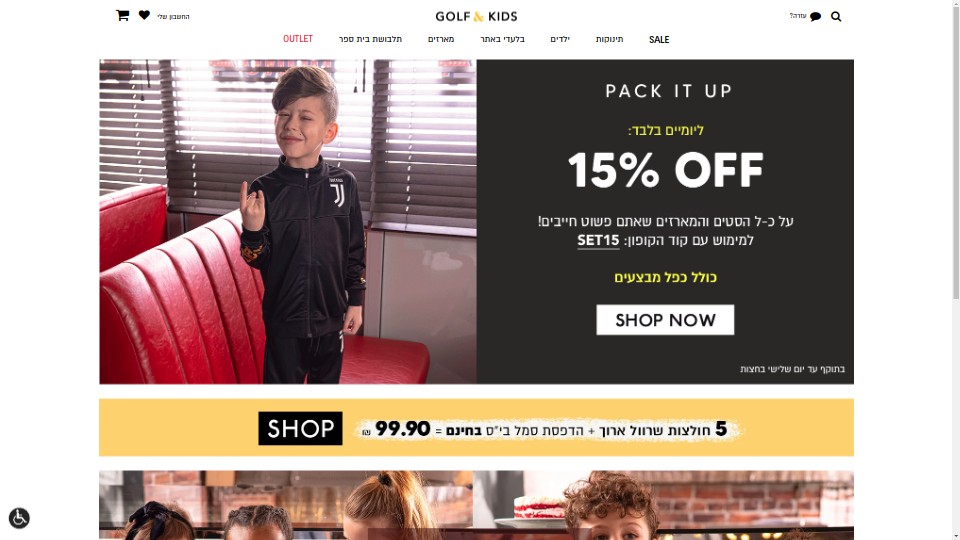 עזרה?
GOLF & KIDS
החשבון שלי
SALE
תינוקות
ילדים
בלעדי באתר
מארזים
תלבושת בית ספר
OUTLET
PACK IT UP
ליומיים בלבד:
15% OFF
על כ-ל הסטים והמארזים שאתם פשוט חייבים!
למימוש עם קוד הקופון: SET15
כולל כפל מבצעים
SHOP NOW
בתוקף עד יום שלישי בחצות
5 חולצות שרוול ארוך + הדפסת סמל בי"ס בחינם = 99.90 ₪
SHOP